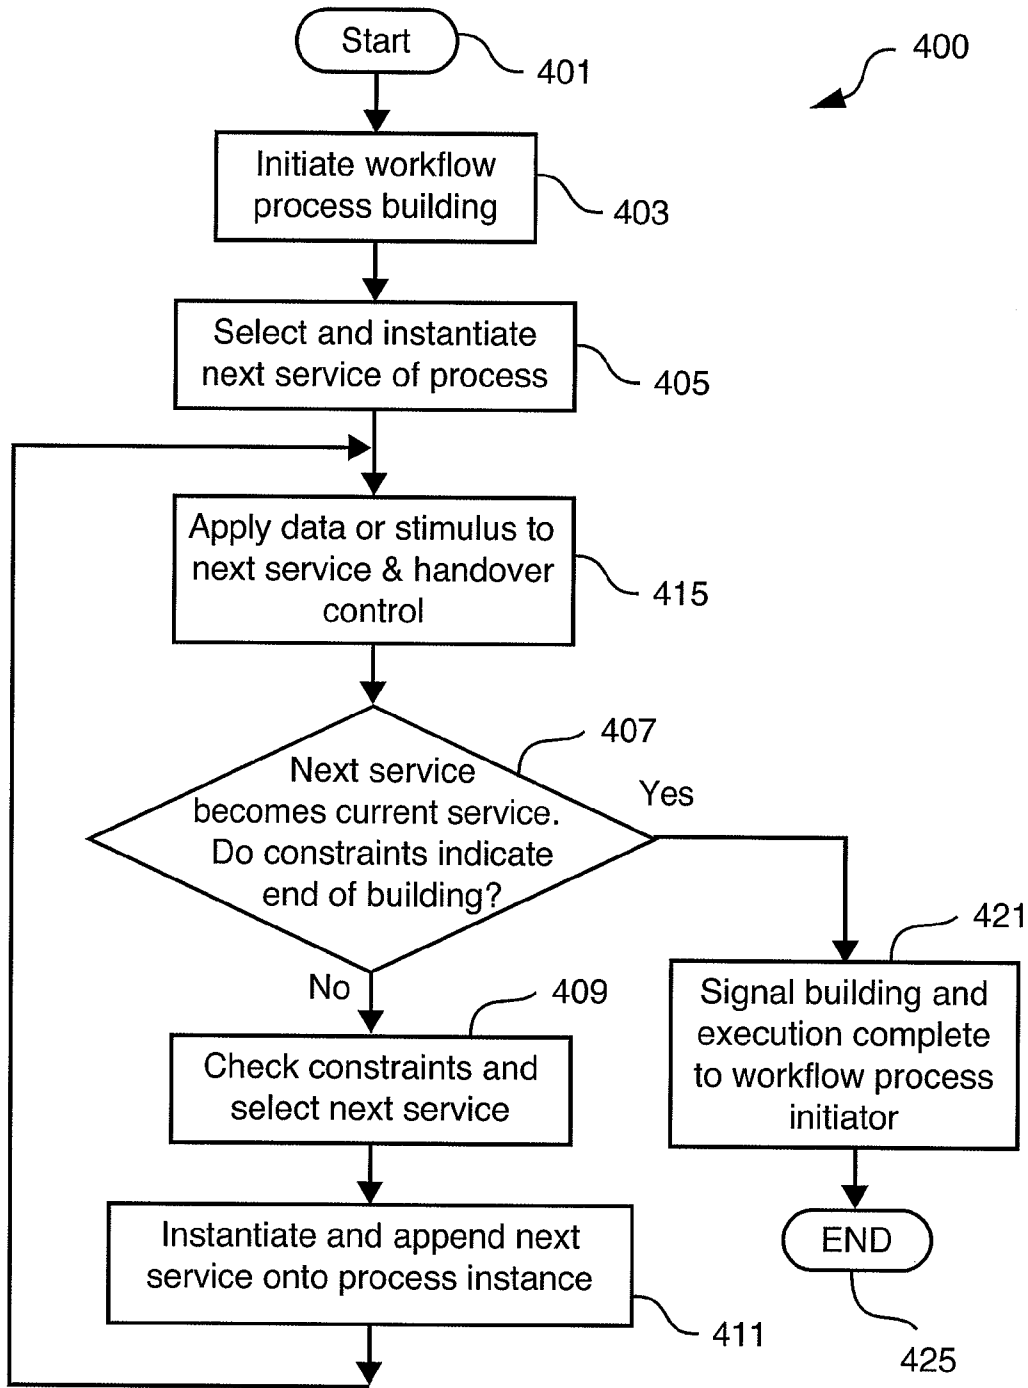 Start
401
400
Initiate workflow
process building
403
Select and instantiate
next service of process
405
Apply data or stimulus to
next service & handover
control
415
407
Next service
becomes current service.
Do constraints indicate
end of building?
Yes
No
421
Signal building and
execution complete
to workflow process
initiator
409
Check constraints and
select next service
Instantiate and append next
service onto process instance
411
END
425